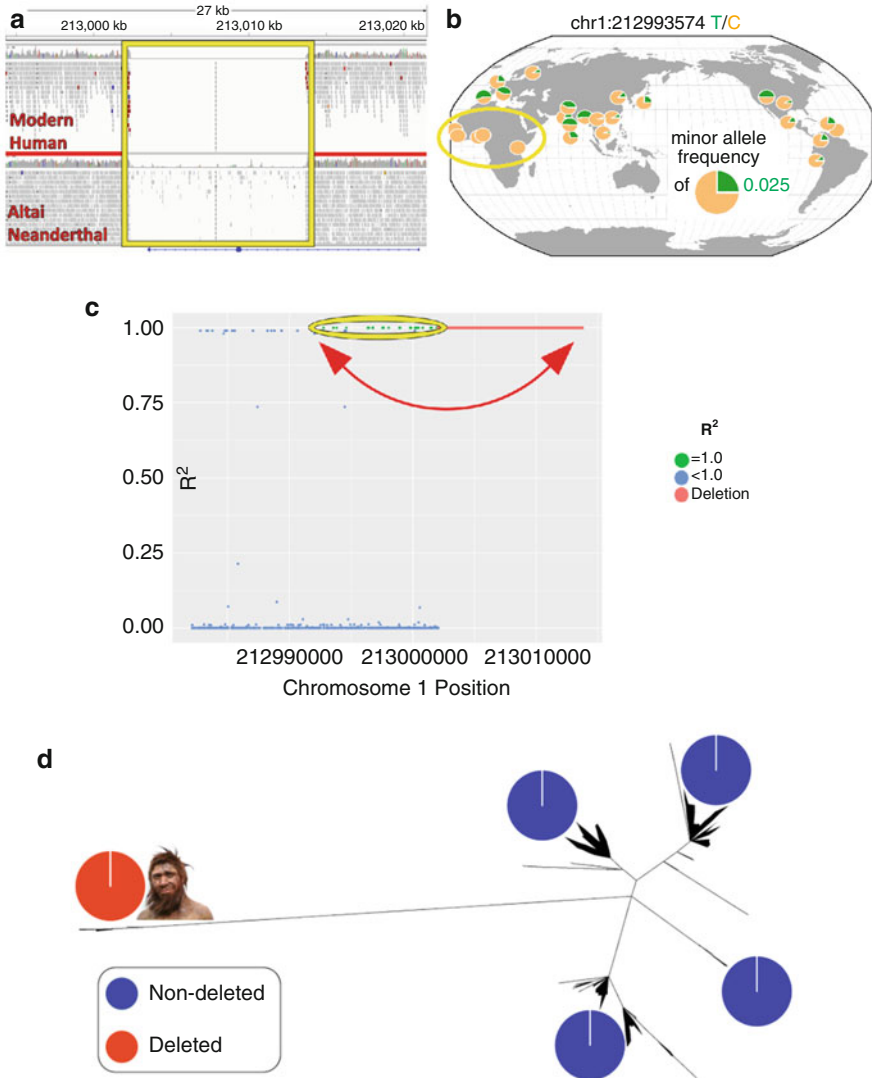 a
27 kb
213,000 kb 213,010 kb 213,020 kb
Modern
Human
Altai
Neanderthal
b
chr1:212993574 T/C
minor allele
frequency
of 0.025
c
1.00
0.75
0.50
0.25
0.00
R2
212990000 213000000 213010000
Chromosome 1 Position
R2
=1.0
<1.0
Deletion
d
Non-deleted
Deleted